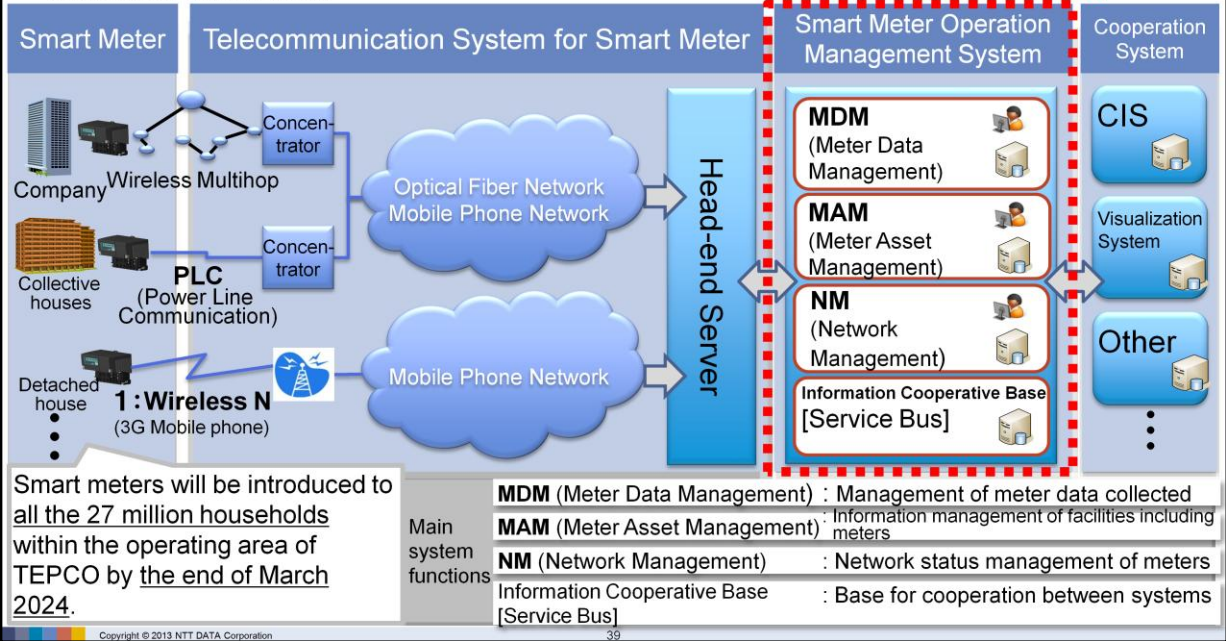 Smart Meter
Telecommunication System for Smart Meter
Smart Meter Operation
Management System
Cooperation
System
Company
Wireless Multihop
Concen-
trator
Collective
houses
PLC
(Power Line
Communication)
Concen-
trator
Detached
house
1:Wireless N
(3G Mobile phone)
Optical Fiber Network
Mobile Phone Network
Mobile Phone Network
Head-end Server
MDM
(Meter Data
Management)
MAM
(Meter Asset
Management)
NM
(Network
Management)
Information Cooperative Base
[Service Bus]
CIS
Visualization
System
Other
Smart meters will be introduced to
all the 27 million households
within the operating area of
TEPCO by the end of March
2024.
Main
system
functions
MDM (Meter Data Management) : Management of meter data collected
MAM (Meter Asset Management) : Information management of facilities including
meters
NM (Network Management) : Network status management of meters
Information Cooperative Base : Base for cooperation between systems
[Service Bus]
Copyright © 2013 NTT DATA Corporation
39